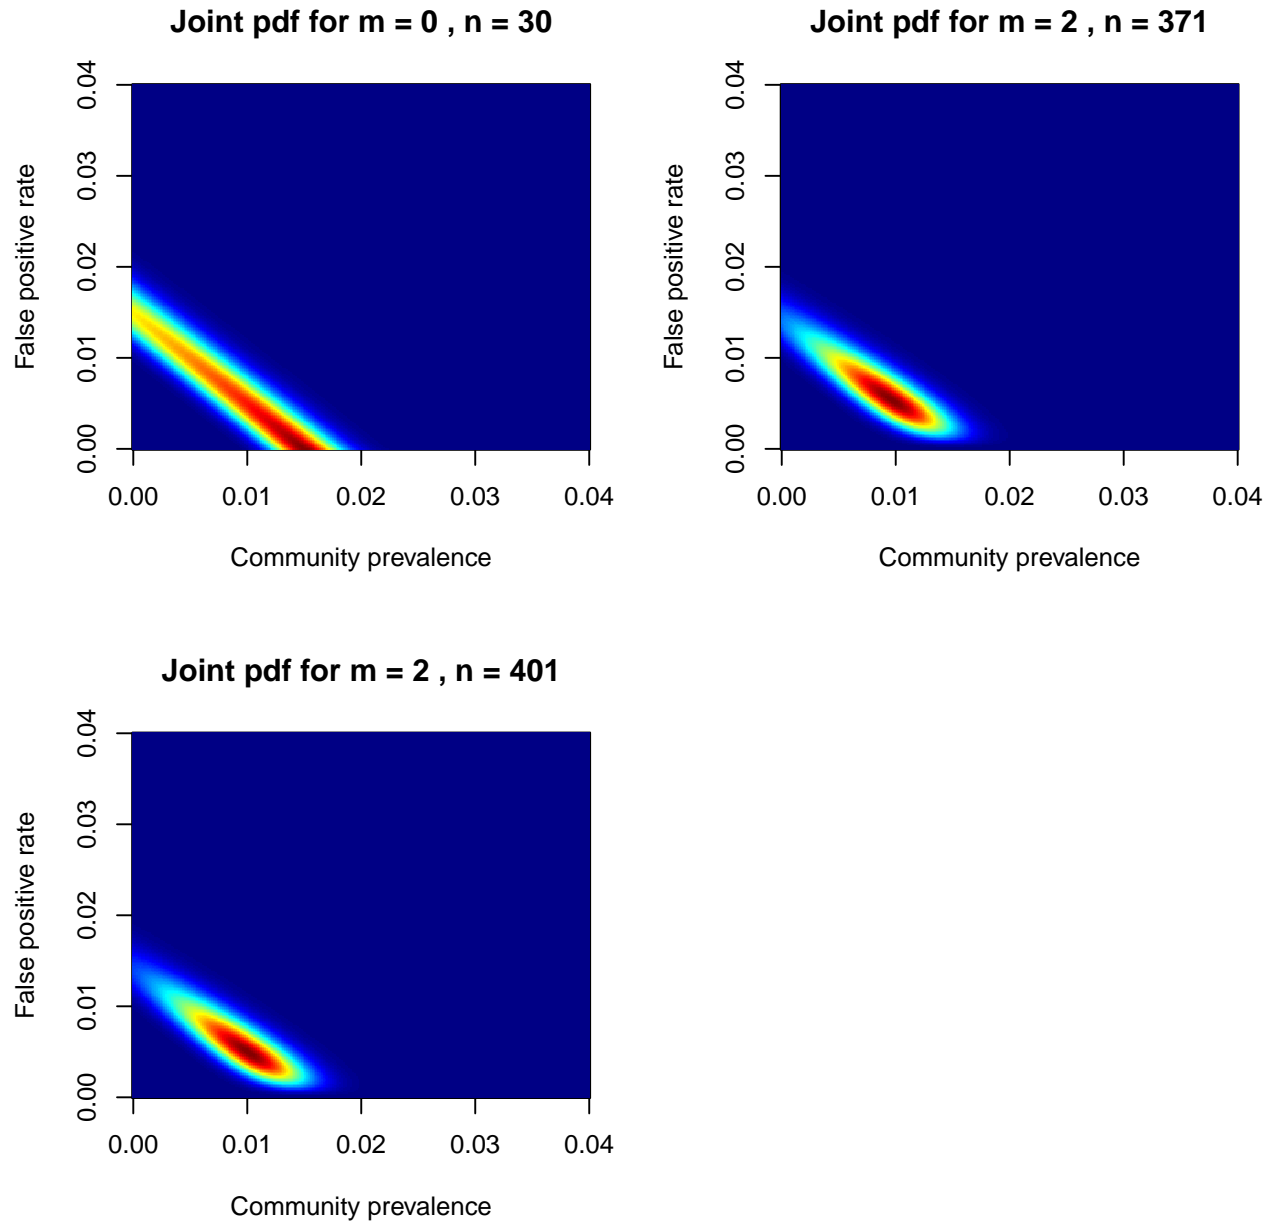 Joint pdf for m = 0 , n = 30
False positive rate
0.04
0.03
0.02
0.01
0.00
0.00 0.01 0.02 0.03 0.04
Community prevalence
Joint pdf for m = 2 , n = 371
False positive rate
0.04
0.03
0.02
0.01
0.00
0.00 0.01 0.02 0.03 0.04
Community prevalence
Joint pdf for m = 2 , n = 401
False positive rate
0.04
0.03
0.02
0.01
0.00
0.00 0.01 0.02 0.03 0.04
Community prevalence